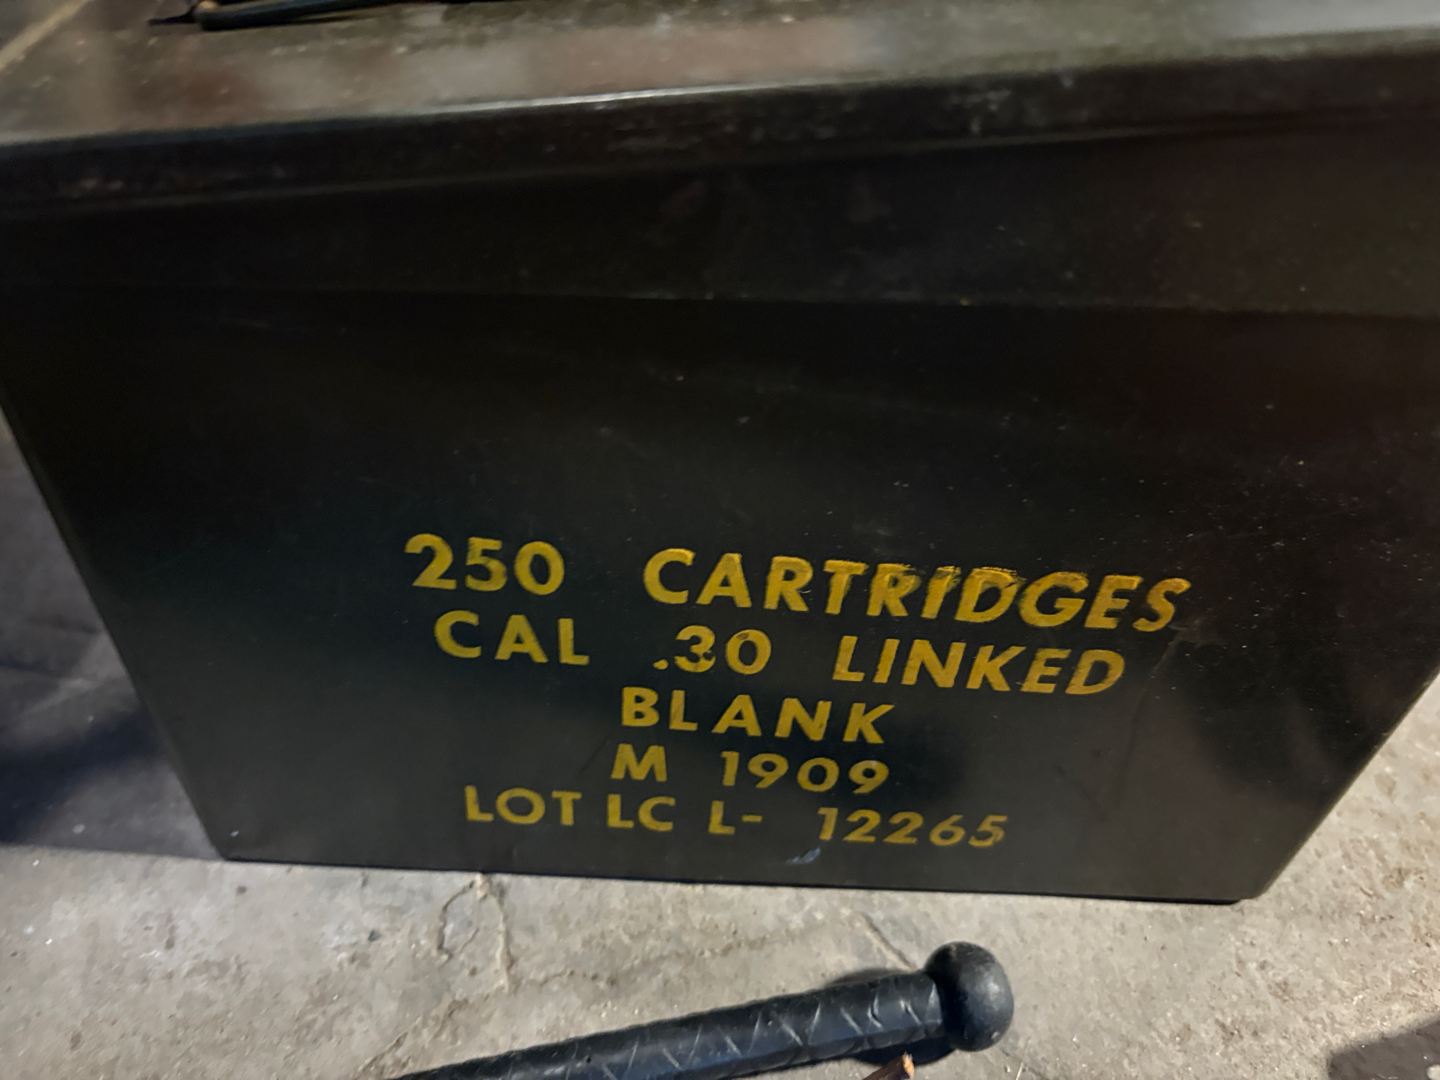 250 CARTRIDGES
CAL .30 LINKED
BLANK
M 1909
LOT LC L- 12265